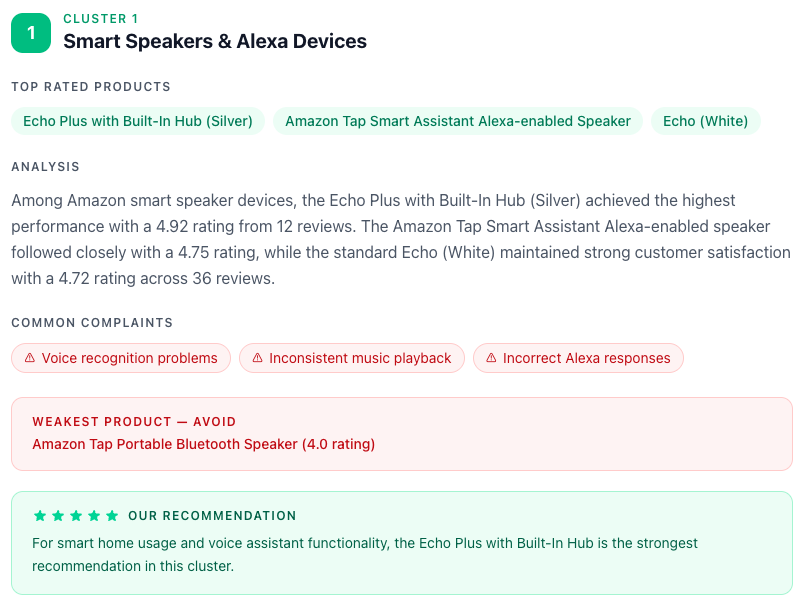 1
CLUSTER 1
Smart Speakers & Alexa Devices
TOP RATED PRODUCTS
Echo Plus with Built-In Hub (Silver)
Amazon Tap Smart Assistant Alexa-enabled Speaker
Echo (White)
ANALYSIS
Among Amazon smart speaker devices, the Echo Plus with Built-In Hub (Silver) achieved the highest
performance with a 4.92 rating from 12 reviews. The Amazon Tap Smart Assistant Alexa-enabled speaker
followed closely with a 4.75 rating, while the standard Echo (White) maintained strong customer satisfaction
with a 4.72 rating across 36 reviews.
COMMON COMPLAINTS
Voice recognition problems
Inconsistent music playback
Incorrect Alexa responses
WEAKEST PRODUCT — AVOID
Amazon Tap Portable Bluetooth Speaker (4.0 rating)
OUR RECOMMENDATION
For smart home usage and voice assistant functionality, the Echo Plus with Built-In Hub is the strongest
recommendation in this cluster.